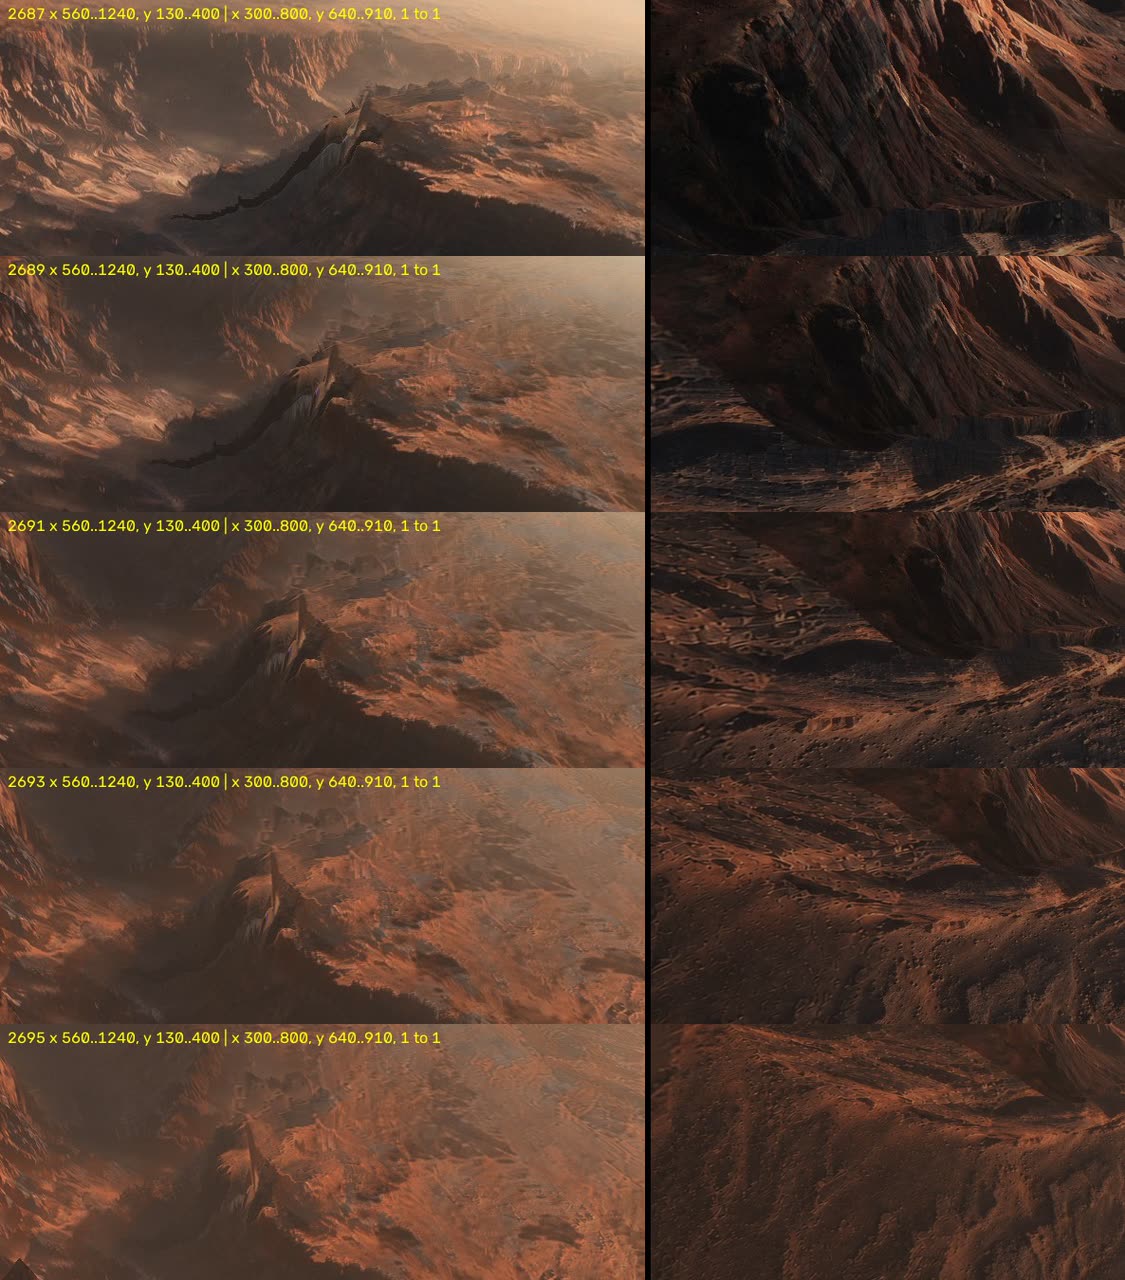 2687 x 560..1240, y 130..400 | x 300..800, y 640..910, 1 to 1
2689 x 560..1240, y 130..400 | x 300..800, y 640..910, 1 to 1
2691 x 560..1240, y 130..400 | x 300..800, y 640..910, 1 to 1
2693 x 560..1240, y 130..400 | x 300..800, y 640..910, 1 to 1
2695 x 560..1240, y 130..400 | x 300..800, y 640..910, 1 to 1